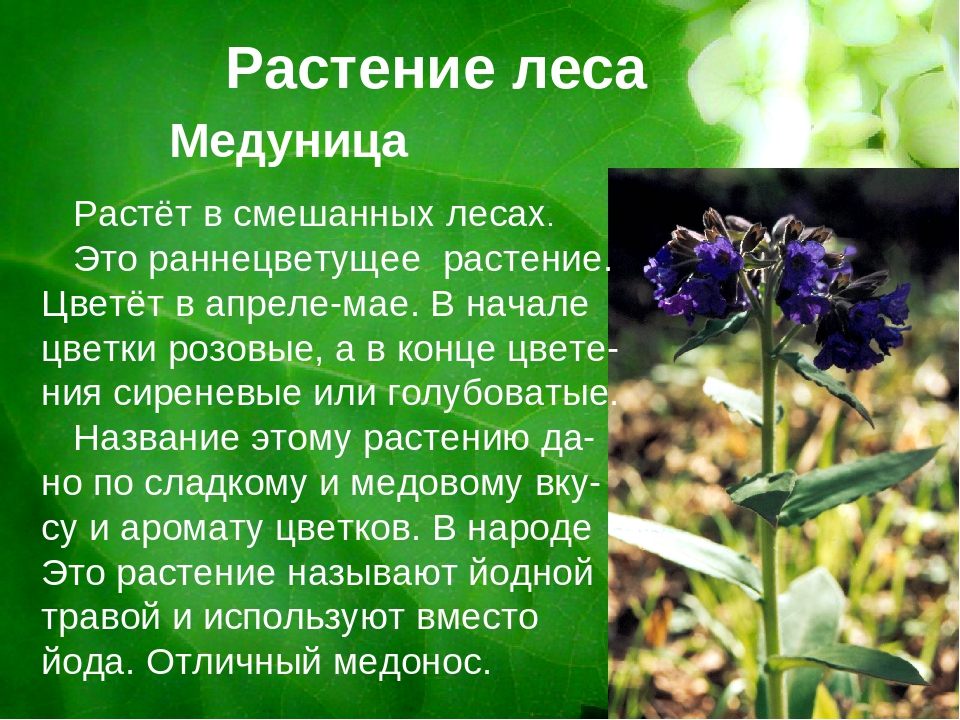 Растение леса
Медуница
Растёт в смешанных лесах.
Это раннецветущее  растение.
Цветёт в апреле-мае. В начале
цветки розовые, а в конце цвете-
ния сиреневые или голубоватые.
Название этому растению да-
но по сладкому и медовому вку-
су и аромату цветков. В народе
Это растение называют йодной
травой и используют вместо
йода. Отличный медонос.